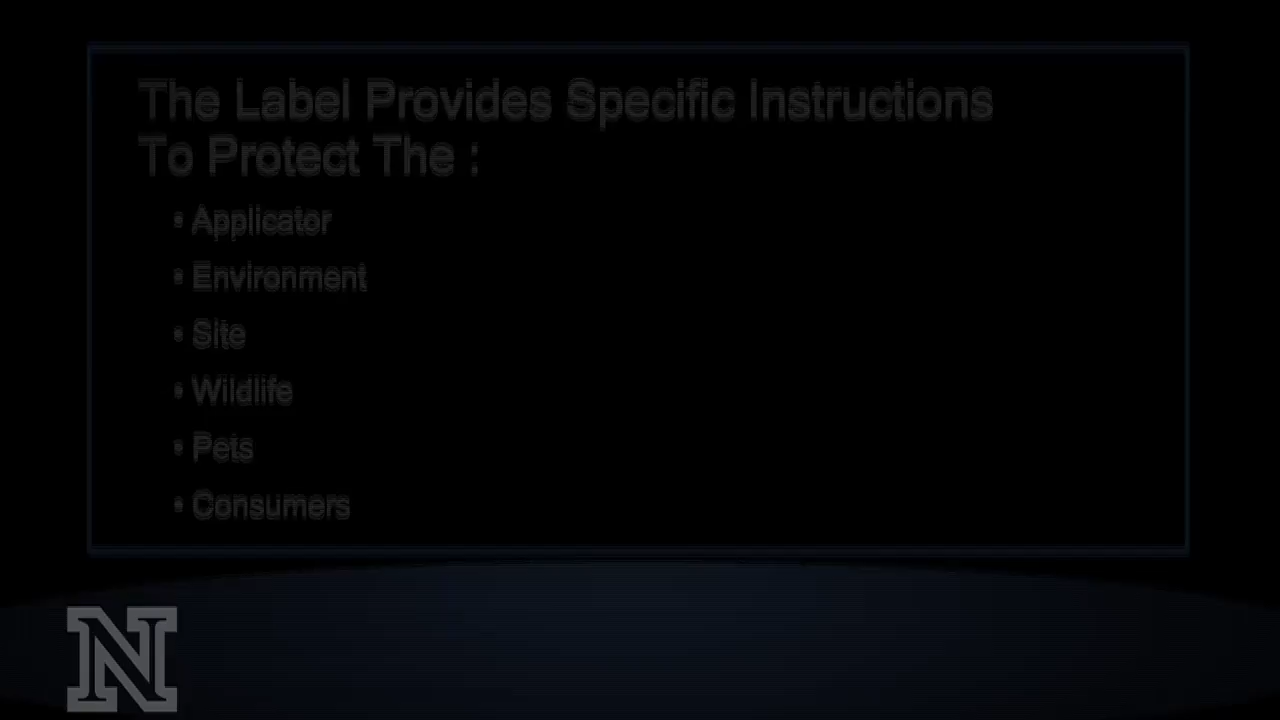 The Label Provides Specific Instructions
To Protect The :
• Applicator
• Environment
• Site
• Wildlife
• Pets
• Consumers
N